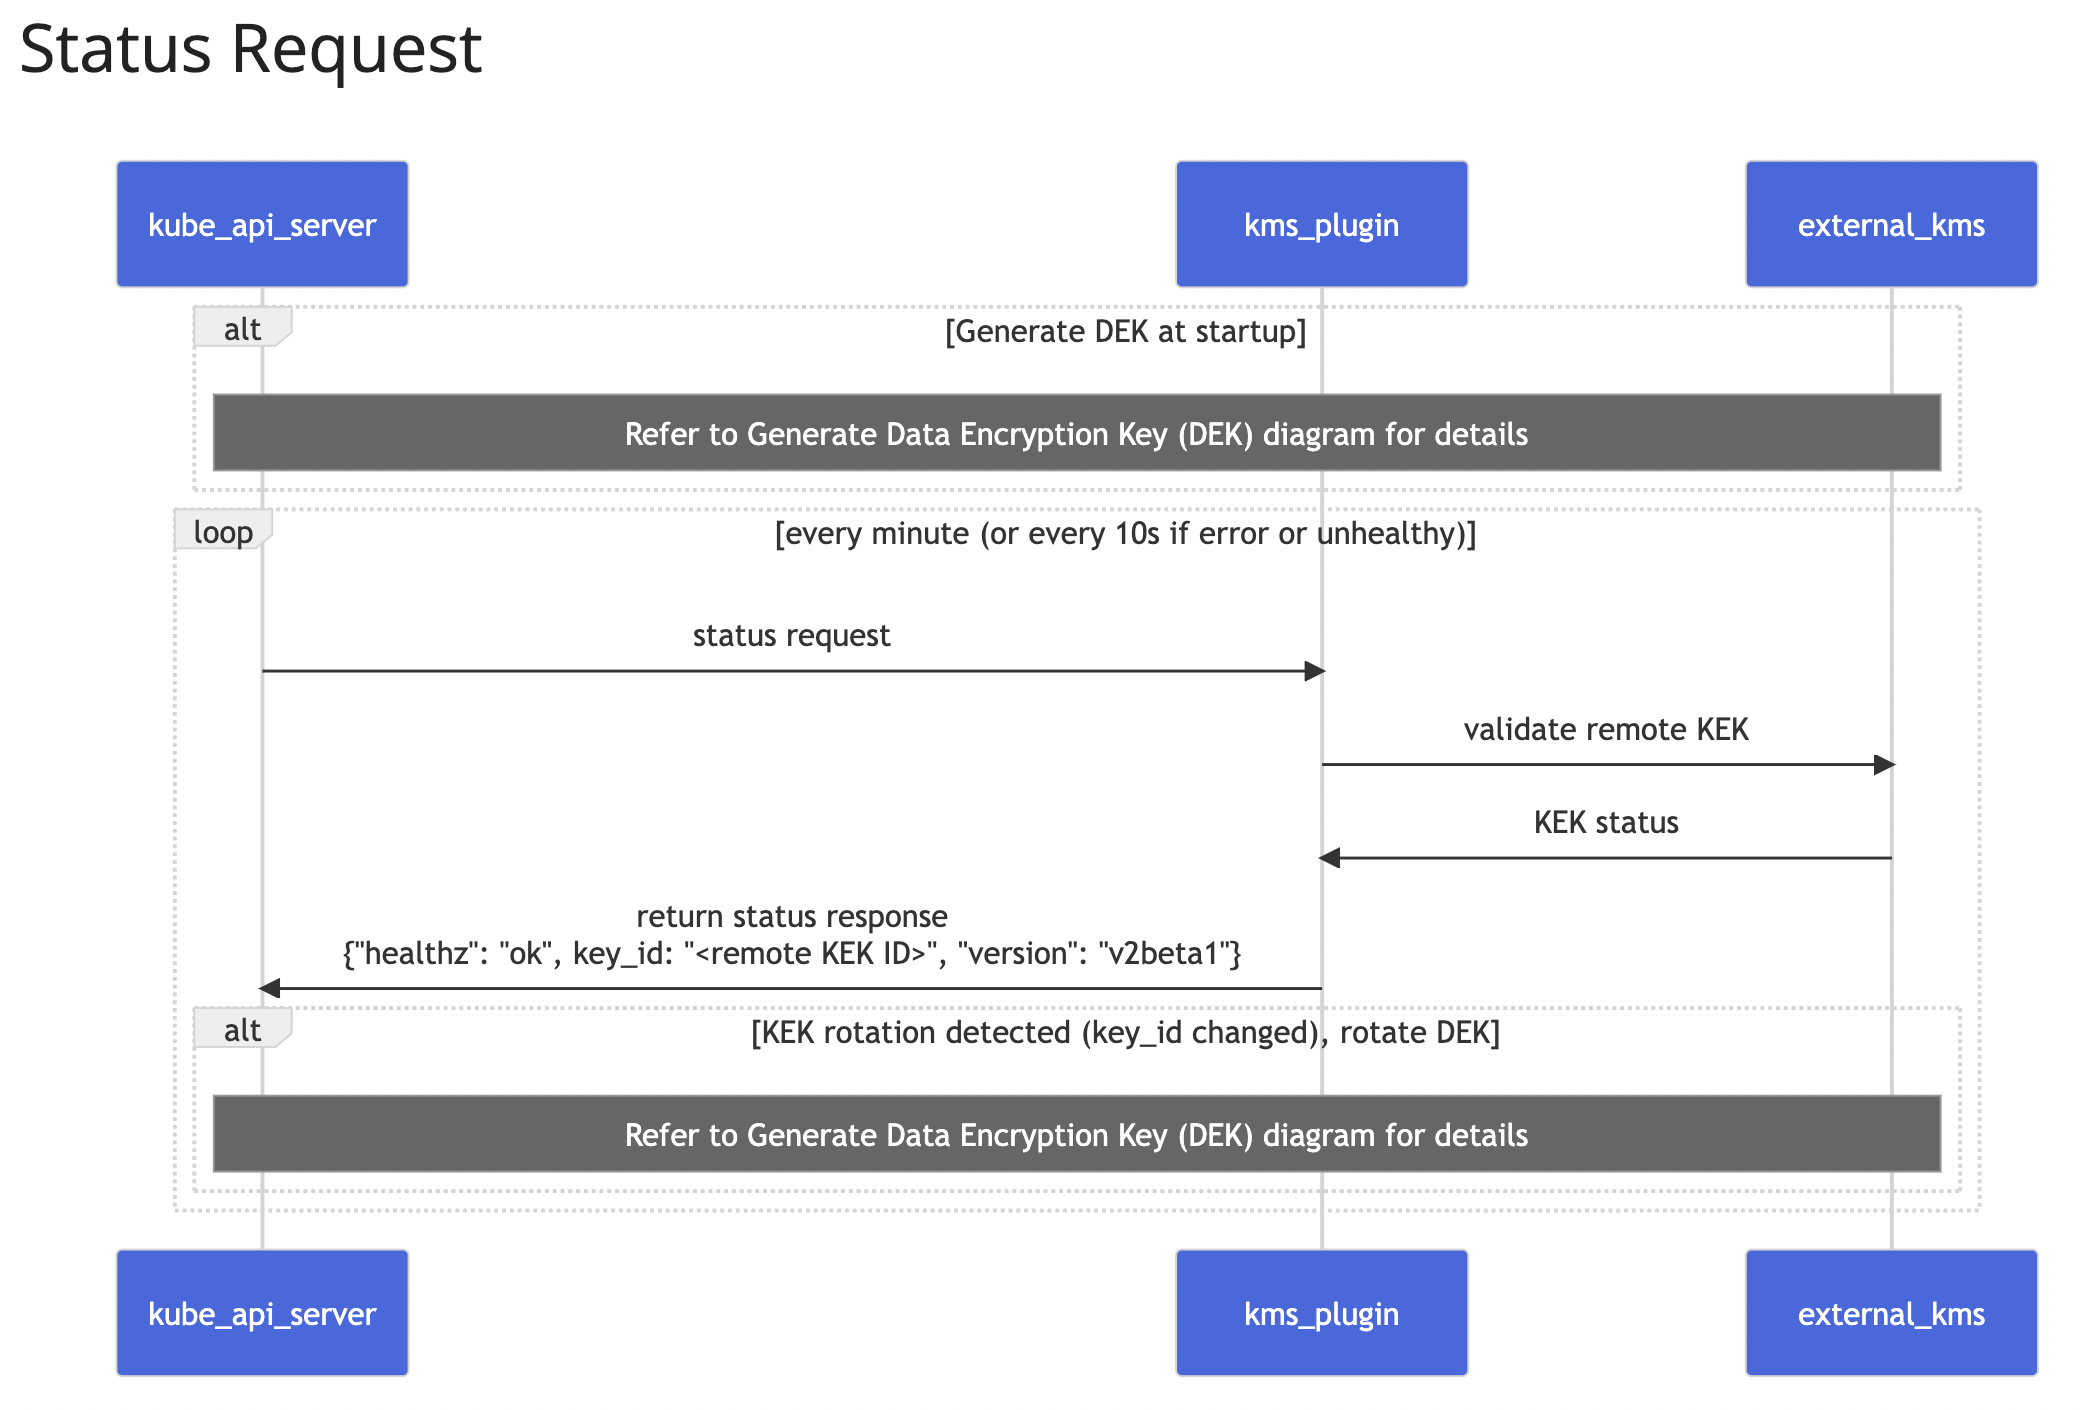 Status Request
kube_api_server
kms_plugin
external_kms
alt
[Generate DEK at startup]
Refer to Generate Data Encryption Key (DEK) diagram for details
loop
[every minute (or every 10s if error or unhealthy)]
status request
validate remote KEK
KEK status
return status response
{"healthz": "ok", key_id: "<remote KEK ID>", "version": "v2beta1"}
alt
[KEK rotation detected (key_id changed), rotate DEK]
Refer to Generate Data Encryption Key (DEK) diagram for details
kube_api_server
kms_plugin
external_kms